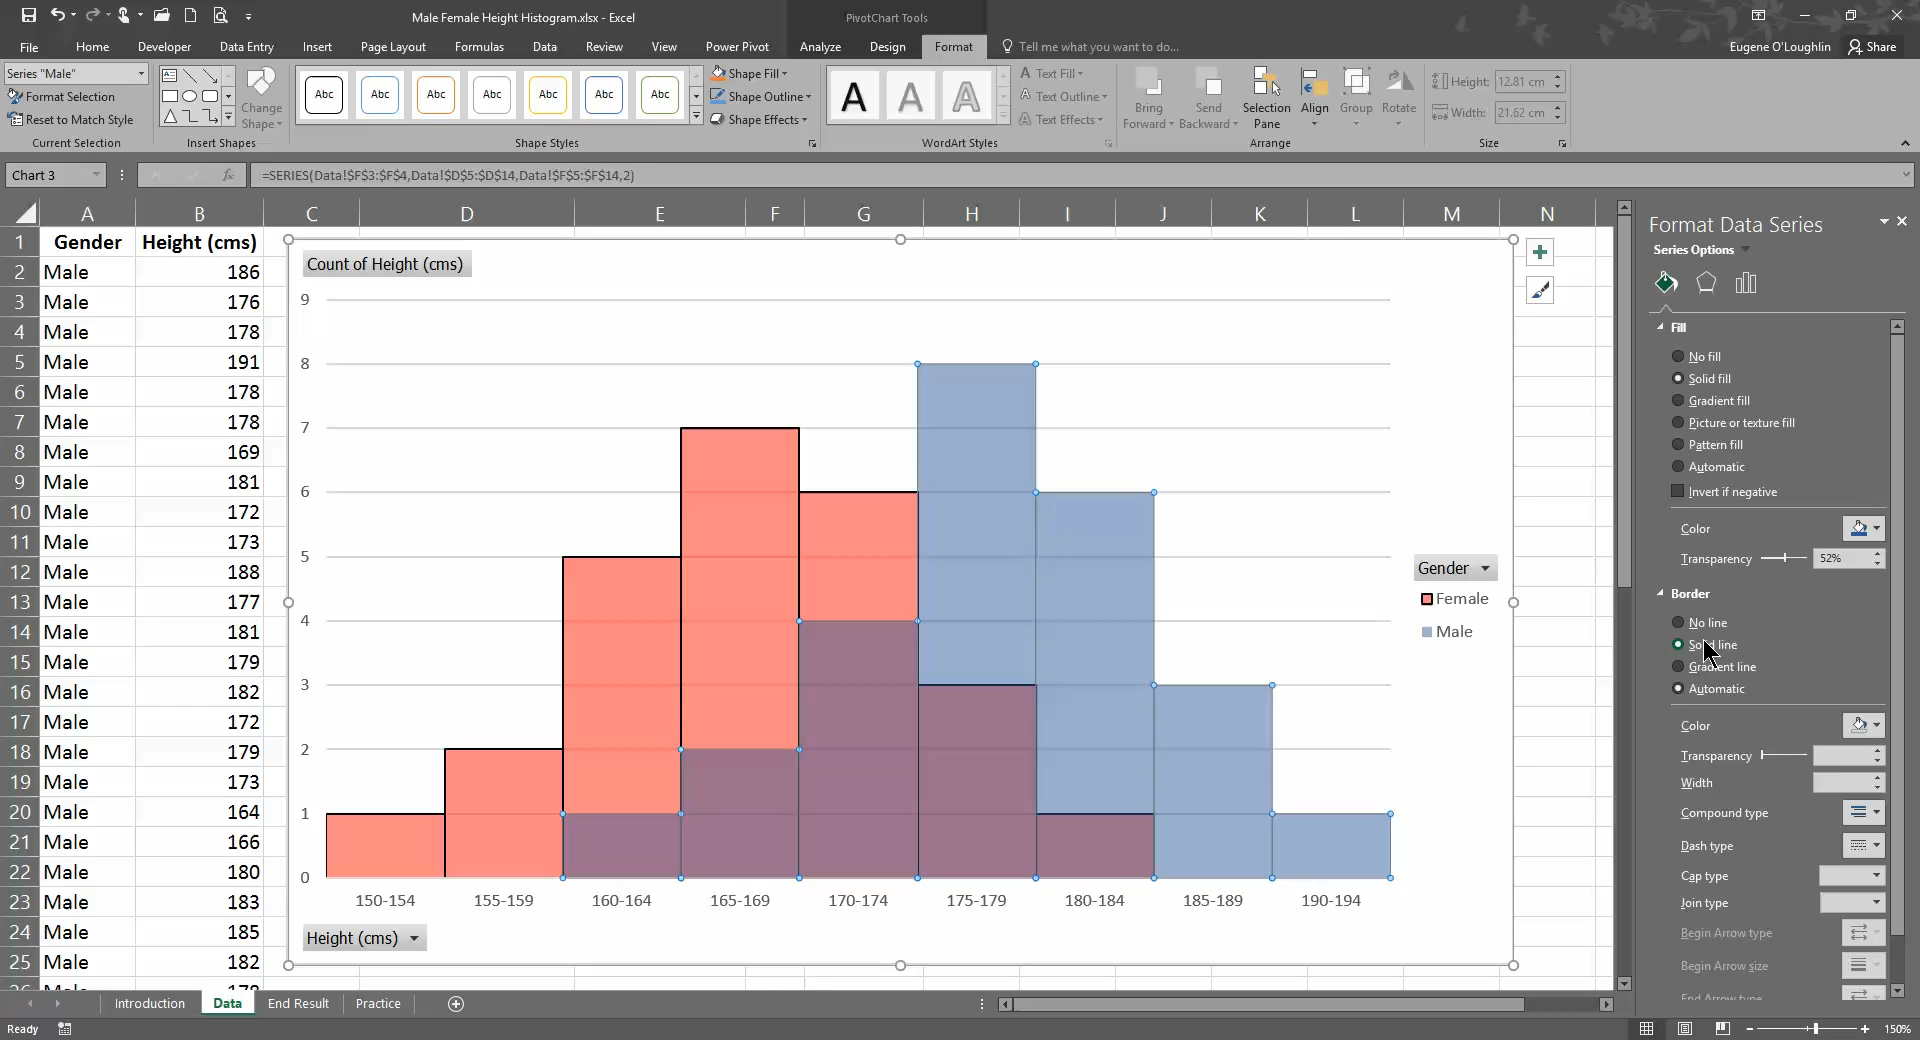 Male Female Height Histogram.xlsx - Excel
PivotChart Tools
File Home Developer Data Entry Insert Page Layout Formulas Data Review View Power Pivot Analyze Design Format Tell me what you want to do... Eugene O'Loughlin Share
Series "Male"
Format Selection
Reset to Match Style
Current Selection
Change
Shape
Insert Shapes
Abc Abc Abc Abc Abc Abc Abc
Shape Fill
Shape Outline
Shape Effects
Shape Styles
A A A
Text Fill
Text Outline
Text Effects
WordArt Styles
Bring
Forward
Send
Backward
Selection
Pane
Align
Group
Rotate
Arrange
Height: 12.81 cm
Width: 21.62 cm
Size
Chart 3
fx
=SERIES(Data!$F$3:$F$4,Data!$D$5:$D$14,Data!$F$5:$F$14,2)
A B C D E F G H I J K L M N
1 Gender Height (cms)
2 Male 186
3 Male 176
4 Male 178
5 Male 191
6 Male 178
7 Male 178
8 Male 169
9 Male 181
10 Male 172
11 Male 173
12 Male 188
13 Male 177
14 Male 181
15 Male 179
16 Male 182
17 Male 172
18 Male 179
19 Male 173
20 Male 164
21 Male 166
22 Male 180
23 Male 183
24 Male 185
25 Male 182
Count of Height (cms)
9
8
7
6
5
4
3
2
1
0
150-154 155-159 160-164 165-169 170-174 175-179 180-184 185-189 190-194
Height (cms)
Gender
Female
Male
Format Data Series
Series Options
Fill
No fill
Solid fill
Gradient fill
Picture or texture fill
Pattern fill
Automatic
Invert if negative
Color
Transparency 52%
Border
No line
Solid line
Gradient line
Automatic
Color
Transparency
Width
Compound type
Dash type
Cap type
Join type
Begin Arrow type
Begin Arrow size
End Arrow type
Introduction Data End Result Practice
Ready
150%